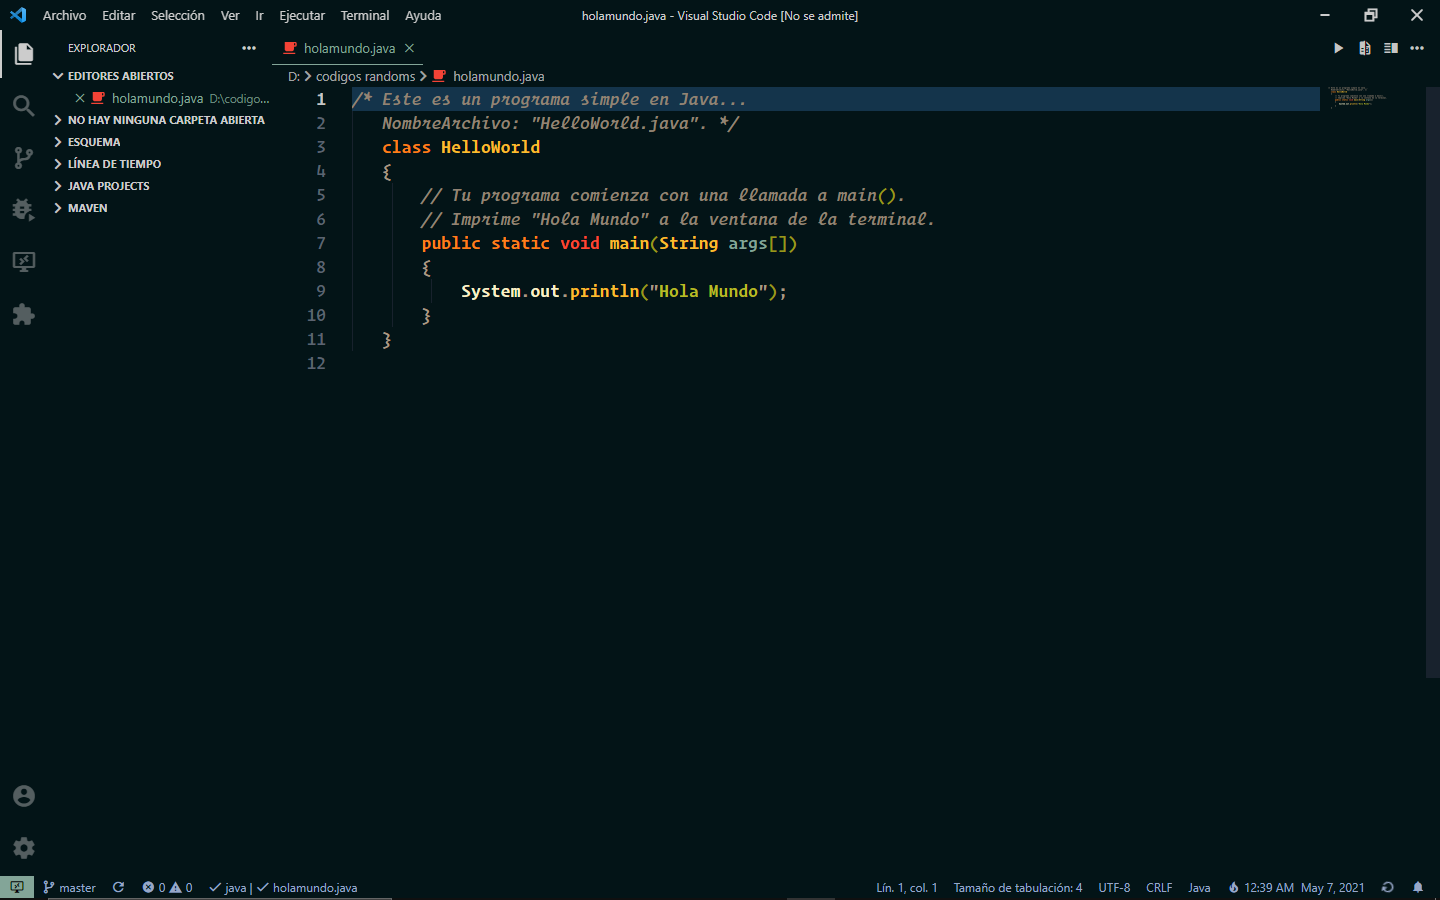 Archivo Editar Selección Ver Ir Ejecutar Terminal Ayuda
holamundo.java - Visual Studio Code [No se admite]
EXPLORADOR
EDITORES ABIERTOS
holamundo.java D:\codigo...
NO HAY NINGUNA CARPETA ABIERTA
ESQUEMA
LÍNEA DE TIEMPO
JAVA PROJECTS
MAVEN
holamundo.java
D: > codigos randoms > holamundo.java
1 /* Este es un programa simple en Java...
2 NombreArchivo: "HelloWorld.java". */
3 class HelloWorld
4 {
5 // Tu programa comienza con una llamada a main().
6 // Imprime "Hola Mundo" a la ventana de la terminal.
7 public static void main(String args[])
8 {
9 System.out.println("Hola Mundo");
10 }
11 }
12
master 0 0 java | holamundo.java
Lín. 1, col. 1 Tamaño de tabulación: 4 UTF-8 CRLF Java 12:39 AM May 7, 2021